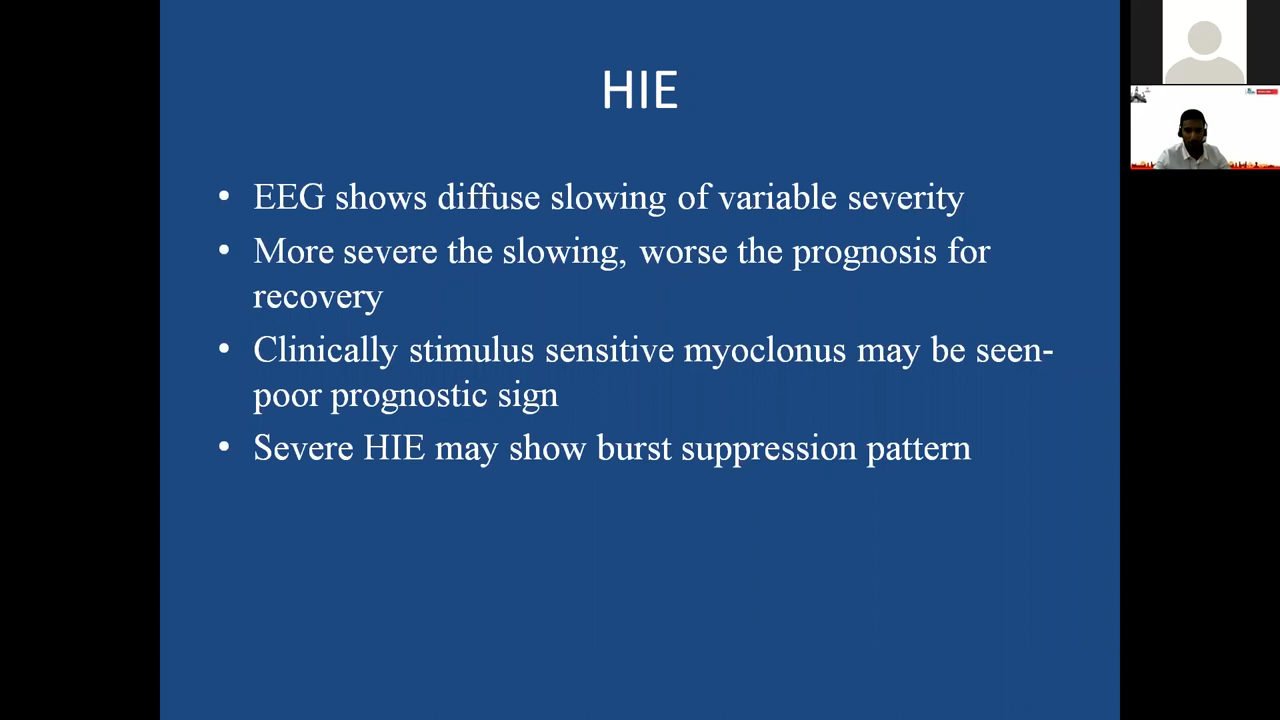 HIE
• EEG shows diffuse slowing of variable severity
• More severe the slowing, worse the prognosis for
recovery
• Clinically stimulus sensitive myoclonus may be seen-
poor prognostic sign
• Severe HIE may show burst suppression pattern